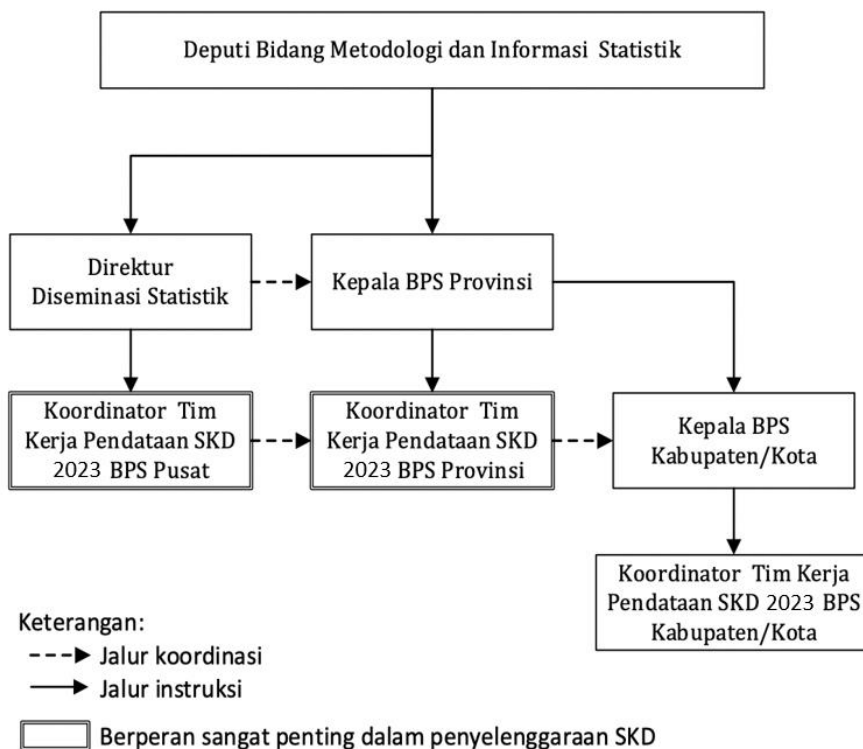 Deputi Bidang Metodologi dan Informasi Statistik
Direktur
Diseminasi Statistik
Kepala BPS Provinsi
Koordinator Tim
Kerja Pendataan SKD
2023 BPS Pusat
Koordinator Tim
Kerja Pendataan SKD
2023 BPS Provinsi
Kepala BPS
Kabupaten/Kota
Koordinator Tim Kerja
Pendataan SKD 2023 BPS
Kabupaten/Kota
Keterangan:
Jalur koordinasi
Jalur instruksi
Berperan sangat penting dalam penyelenggaraan SKD